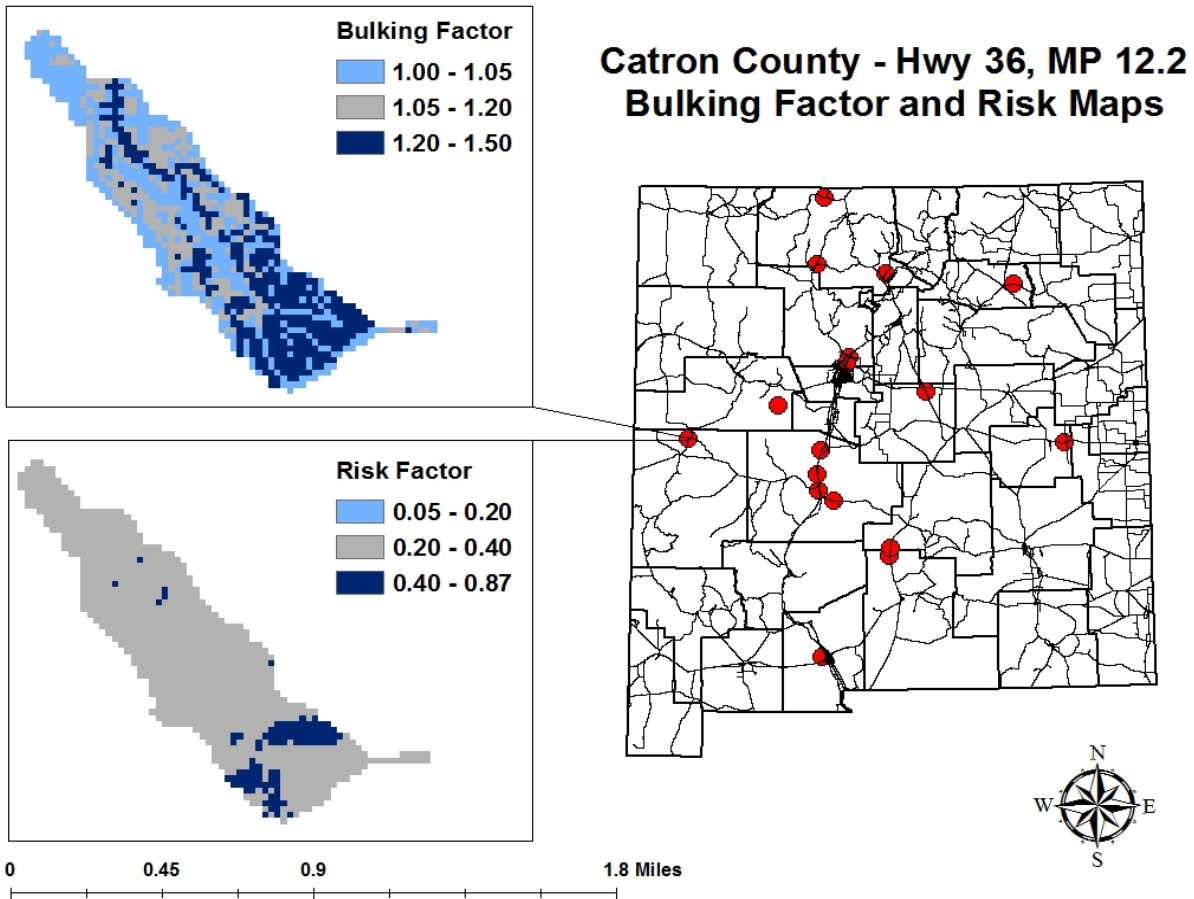 Catron County - Hwy 36, MP 12.2
Bulking Factor and Risk Maps
Bulking Factor
1.00 - 1.05
1.05 - 1.20
1.20 - 1.50
Risk Factor
0.05 - 0.20
0.20 - 0.40
0.40 - 0.87
N
W E
S
0 0.45 0.9 1.8 Miles